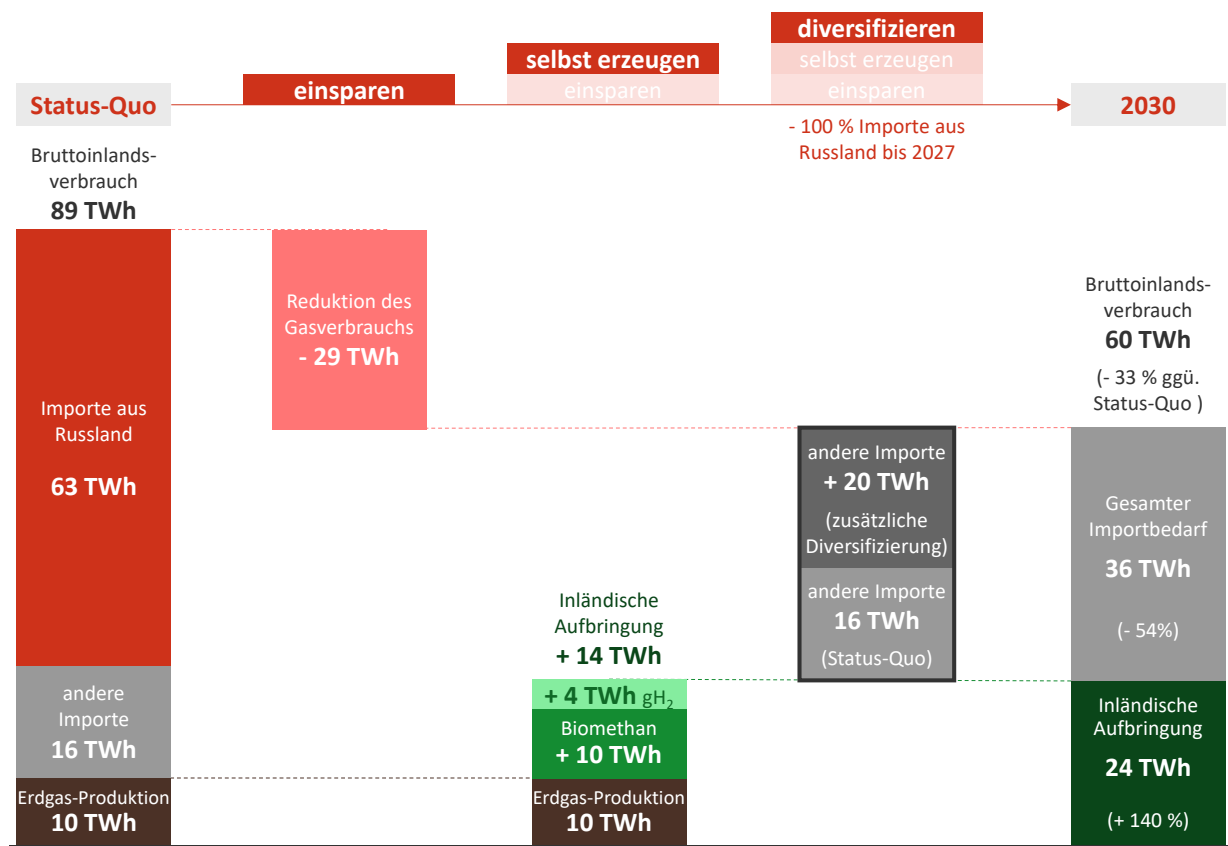 Status-Quo
einsparen
selbst erzeugen
einsparen
diversifizieren
selbst erzeugen
einsparen
- 100 % Importe aus
Russland bis 2027
2030
Bruttoinlands-
verbrauch
89 TWh
Importe aus
Russland
63 TWh
andere
Importe
16 TWh
Erdgas-Produktion
10 TWh
Reduktion des
Gasverbrauchs
- 29 TWh
Inländische
Aufbringung
+ 14 TWh
+ 4 TWh gH₂
Biomethan
+ 10 TWh
Erdgas-Produktion
10 TWh
andere Importe
+ 20 TWh
(zusätzliche
Diversifizierung)
andere Importe
16 TWh
(Status-Quo)
Bruttoinlands-
verbrauch
60 TWh
(- 33 % ggü.
Status-Quo )
Gesamter
Importbedarf
36 TWh
(- 54%)
Inländische
Aufbringung
24 TWh
(+ 140 %)